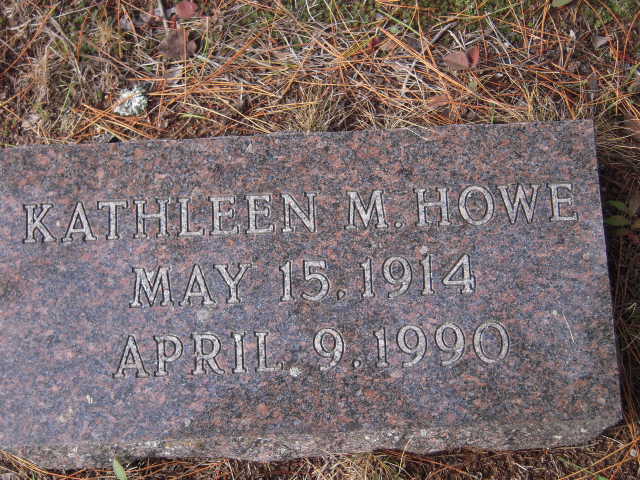 KATHLEEN M. HOWE
MAY 15, 1914
APRIL 9, 1990